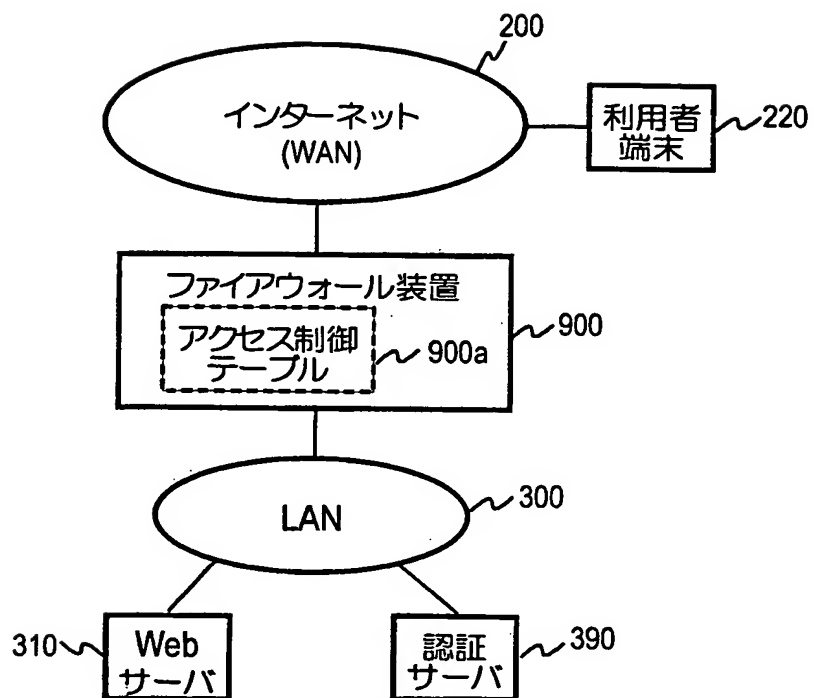 200
インターネット
(WAN)
利用者
端末
220
ファイアウォール装置
アクセス制御
テーブル
900a
900
LAN
300
310
Web
サーバ
認証
サーバ
390